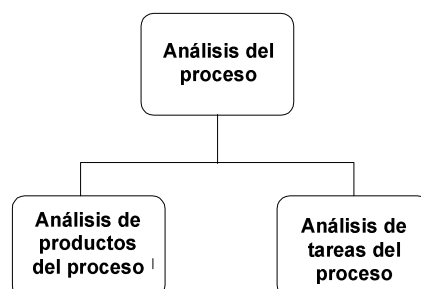 Análisis del
proceso
Análisis de
productos
del proceso
Análisis de
tareas del
proceso